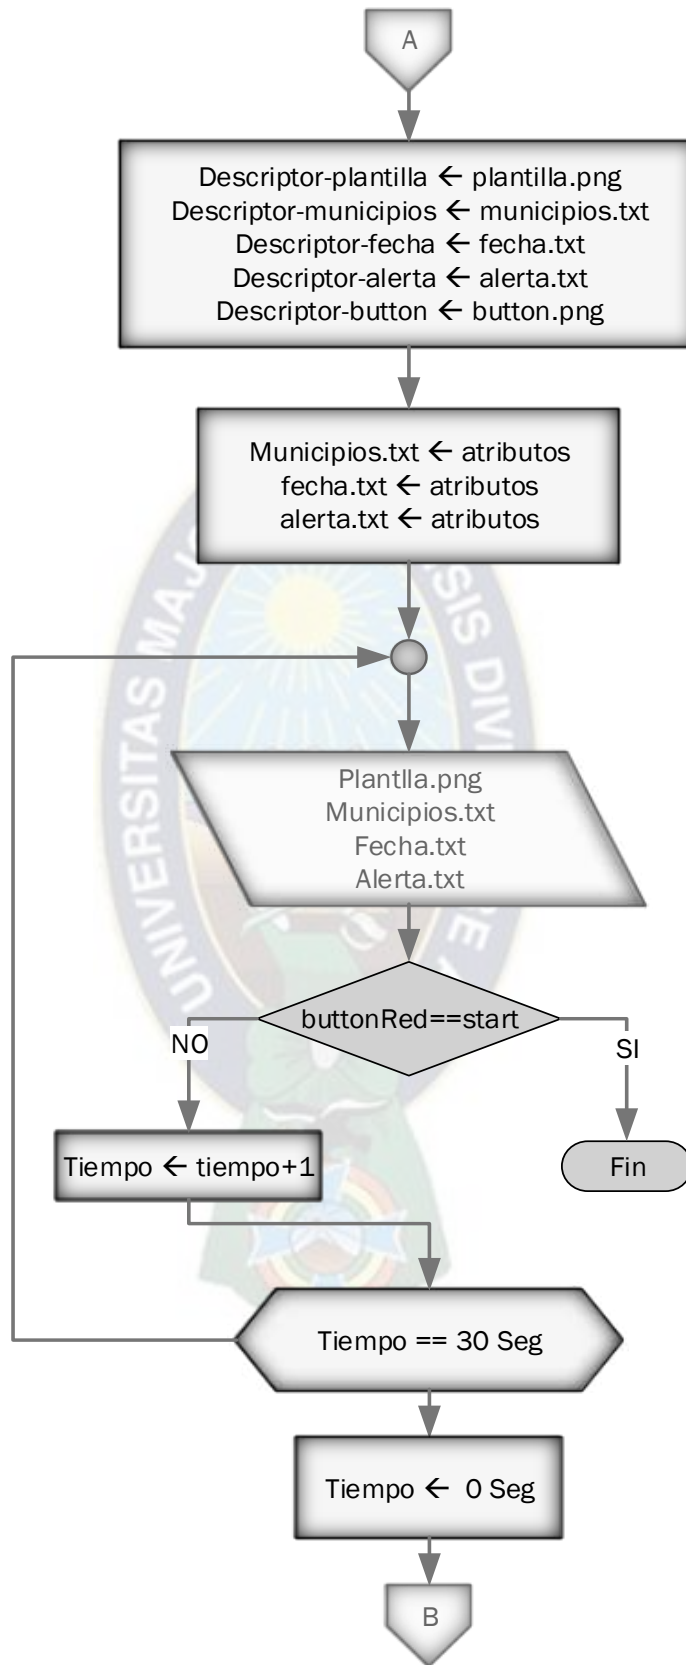 A
Descriptor-plantilla ← plantilla.png
Descriptor-municipios ← municipios.txt
Descriptor-fecha ← fecha.txt
Descriptor-alerta ← alerta.txt
Descriptor-button ← button.png
Municipios.txt ← atributos
fecha.txt ← atributos
alerta.txt ← atributos
Plantlla.png
Municipios.txt
Fecha.txt
Alerta.txt
buttonRed==start
NO
SI
Tiempo ← tiempo+1
Fin
Tiempo == 30 Seg
Tiempo ← 0 Seg
B
UNIVERSITAS